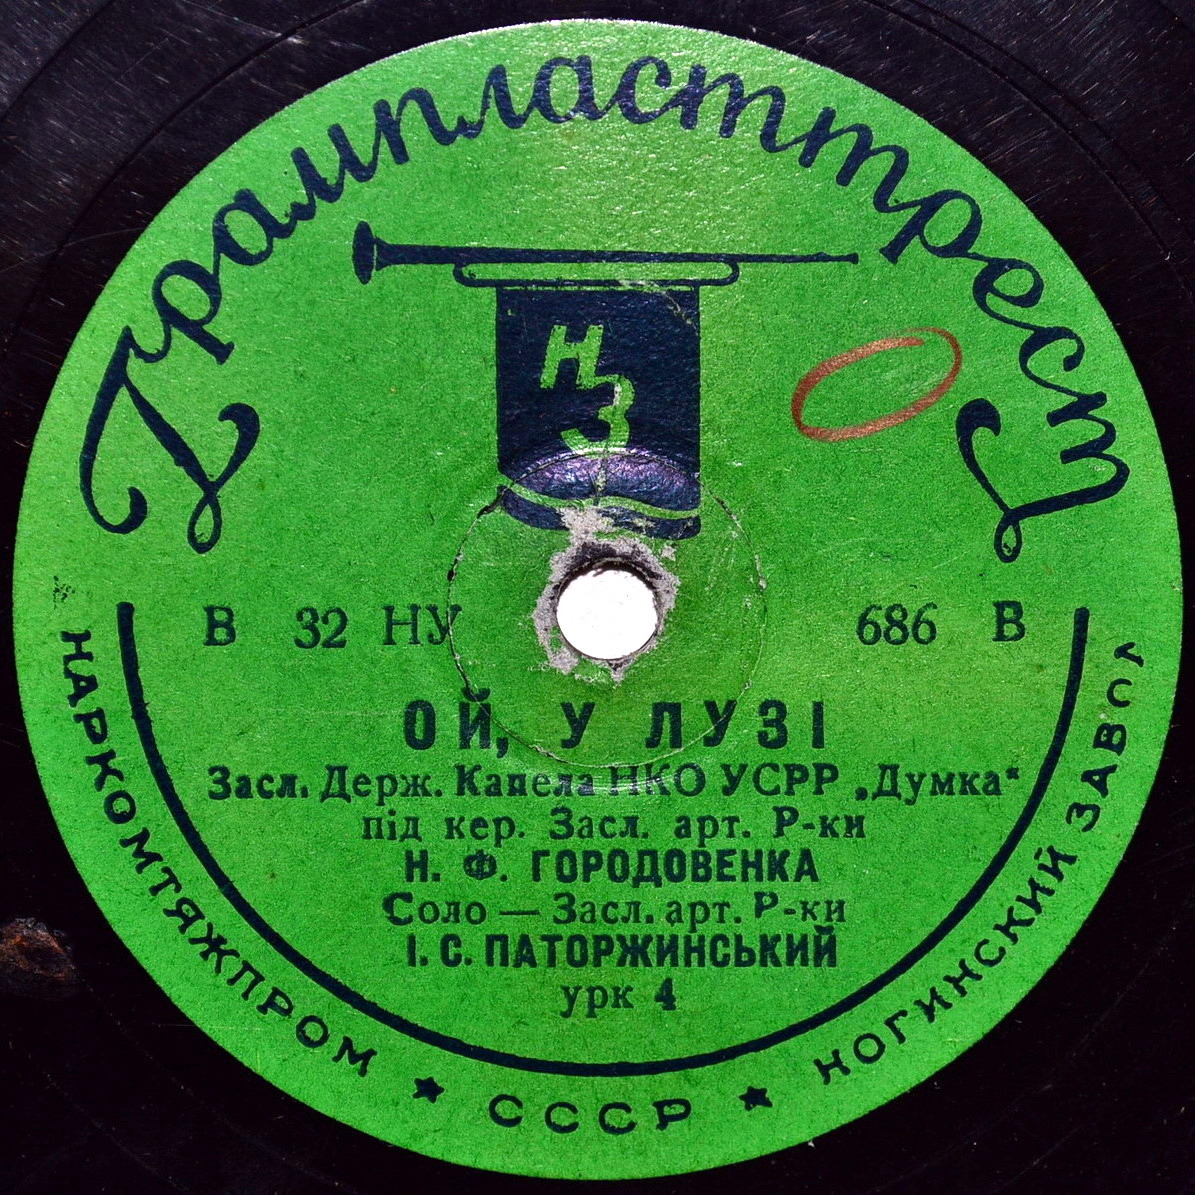 Грампласттрест
НЗ
В 32 НУ 686 В
ОЙ, У ЛУЗІ
Засл. Держ. Капела НКО УСРР „Думка“
під кер. Засл. арт. Р-ки
Н. Ф. ГОРОДОВЕНКА
Соло — Засл. арт. Р-ки
І. С. ПАТОРЖИНСЬКИЙ
урк 4
НАРКОМТЯЖПРОМ ★ СССР ★ НОГИНСКИЙ ЗАВОД